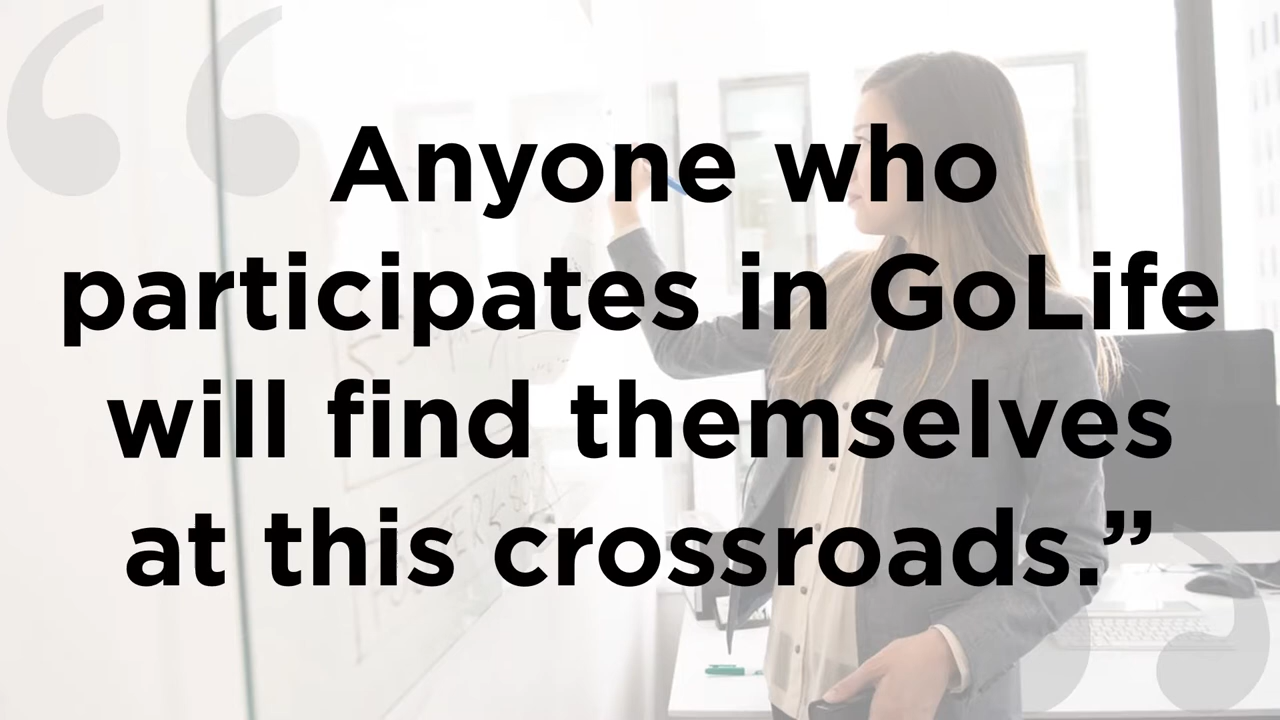 Anyone who
participates in GoLife
will find themselves
at this crossroads.”